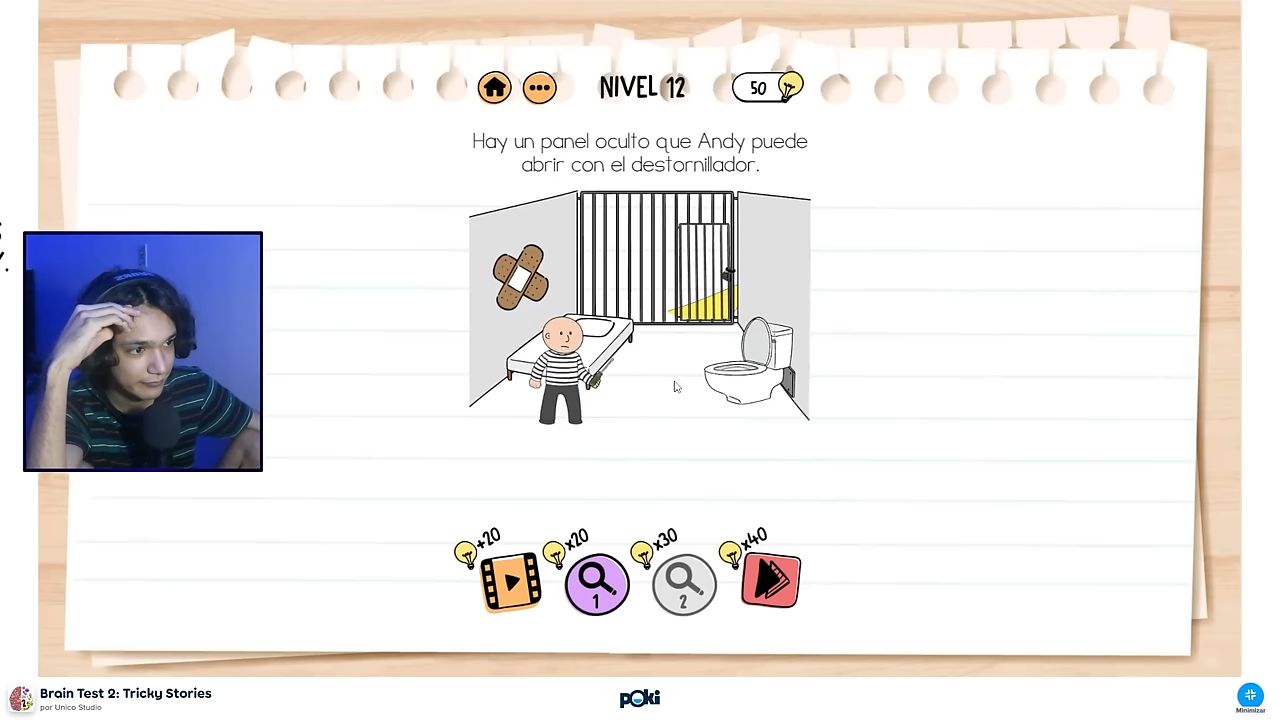 NIVEL 12
50
Hay un panel oculto que Andy puede
abrir con el destornillador.
+20
x20
x30
x40
1
2
Brain Test 2: Tricky Stories
por Unico Studio
poki
Minimizar